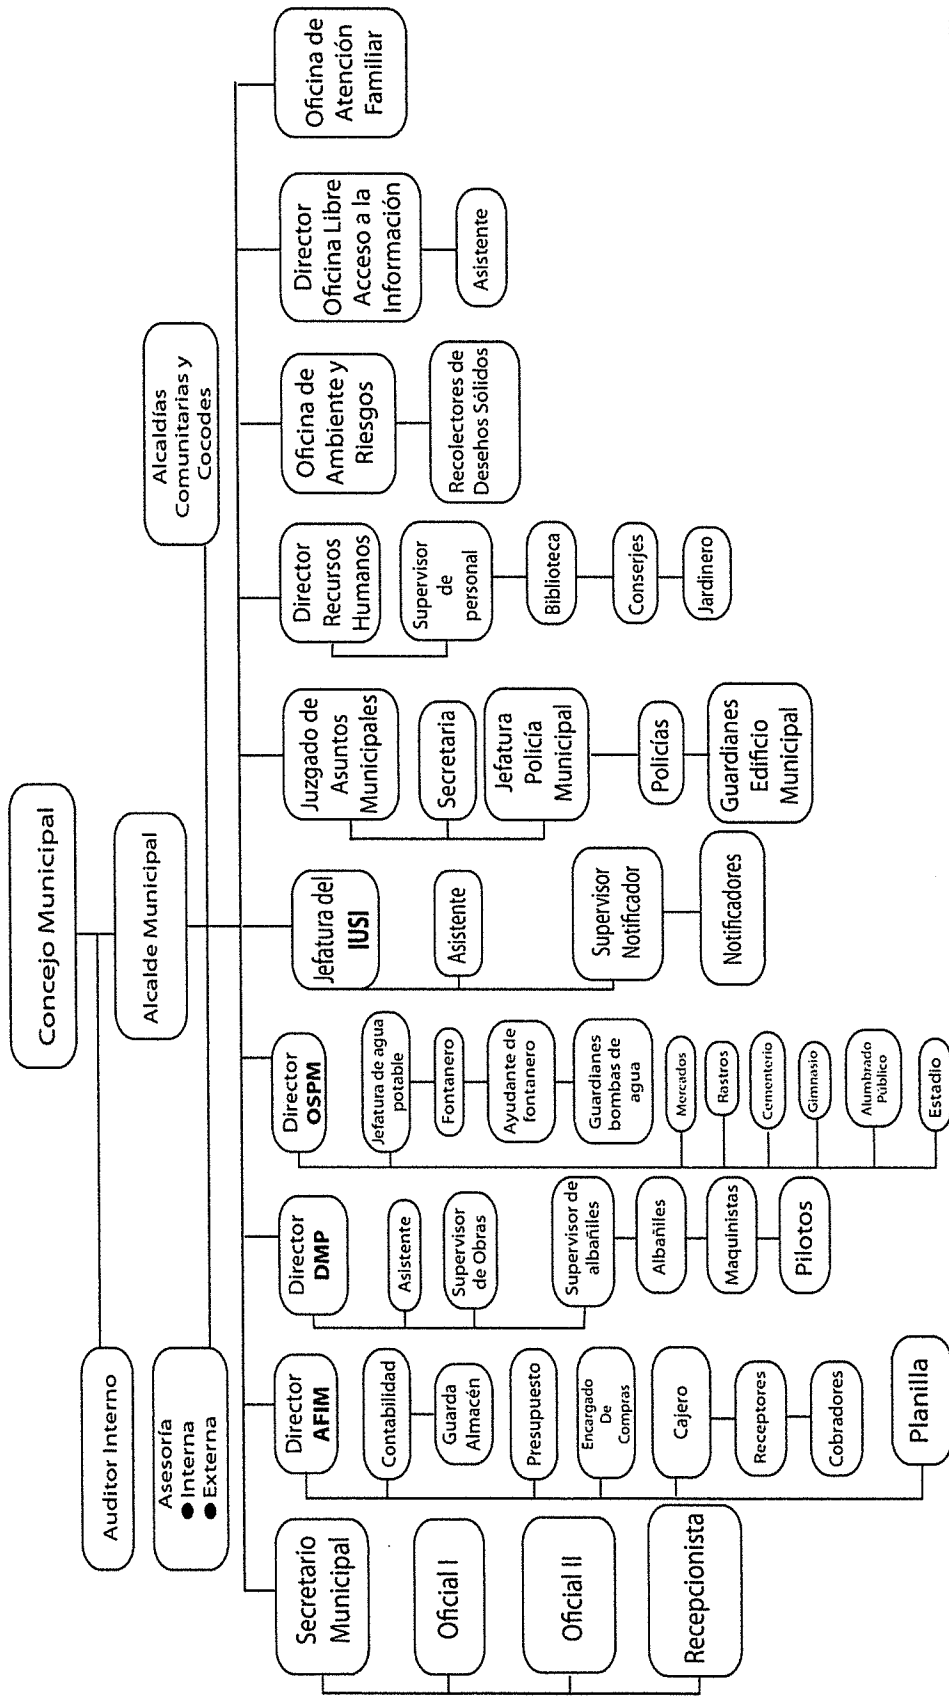 Concejo Municipal
Auditor Interno
Alcalde Municipal
Asesoría
● Interna
● Externa
Alcaldías
Comunitarias y
Cocodes
Secretario
Municipal
Oficial I
Oficial II
Recepcionista
Director
AFIM
Contabilidad
Guarda
Almacén
Presupuesto
Encargado
De
Compras
Cajero
Receptores
Cobradores
Planilla
Director
DMP
Asistente
Supervisor
de Obras
Supervisor de
albañiles
Albañiles
Maquinistas
Pilotos
Director
OSPM
Jefatura de agua
potable
Fontanero
Ayudante de
fontanero
Guardianes
bombas de
agua
Mercados
Rastros
Cementerio
Gimnasio
Alumbrado
Público
Estadio
Jefatura del
IUSI
Asistente
Supervisor
Notificador
Notificadores
Juzgado de
Asuntos
Municipales
Secretaria
Jefatura
Policía
Municipal
Policías
Guardianes
Edificio
Municipal
Director
Recursos
Humanos
Supervisor
de
personal
Biblioteca
Conserjes
Jardinero
Oficina de
Ambiente y
Riesgos
Recolectores de
Desehos Sólidos
Director
Oficina Libre
Acceso a la
Información
Asistente
Oficina de
Atención
Familiar